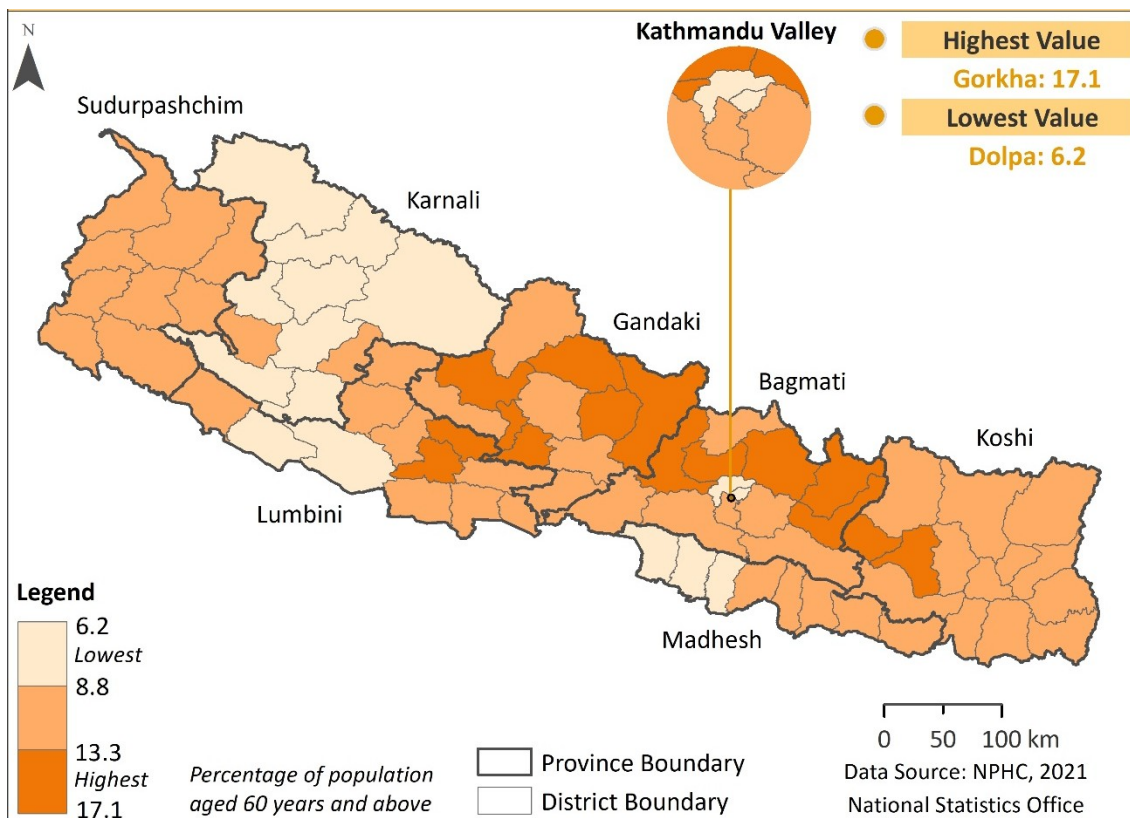 N
Kathmandu Valley
Highest Value
Gorkha: 17.1
Lowest Value
Dolpa: 6.2
Sudurpashchim
Karnali
Gandaki
Bagmati
Koshi
Lumbini
Madhesh
Legend
6.2
Lowest
8.8
13.3
Highest
17.1
Percentage of population
aged 60 years and above
Province Boundary
District Boundary
0 50 100 km
Data Source: NPHC, 2021
National Statistics Office